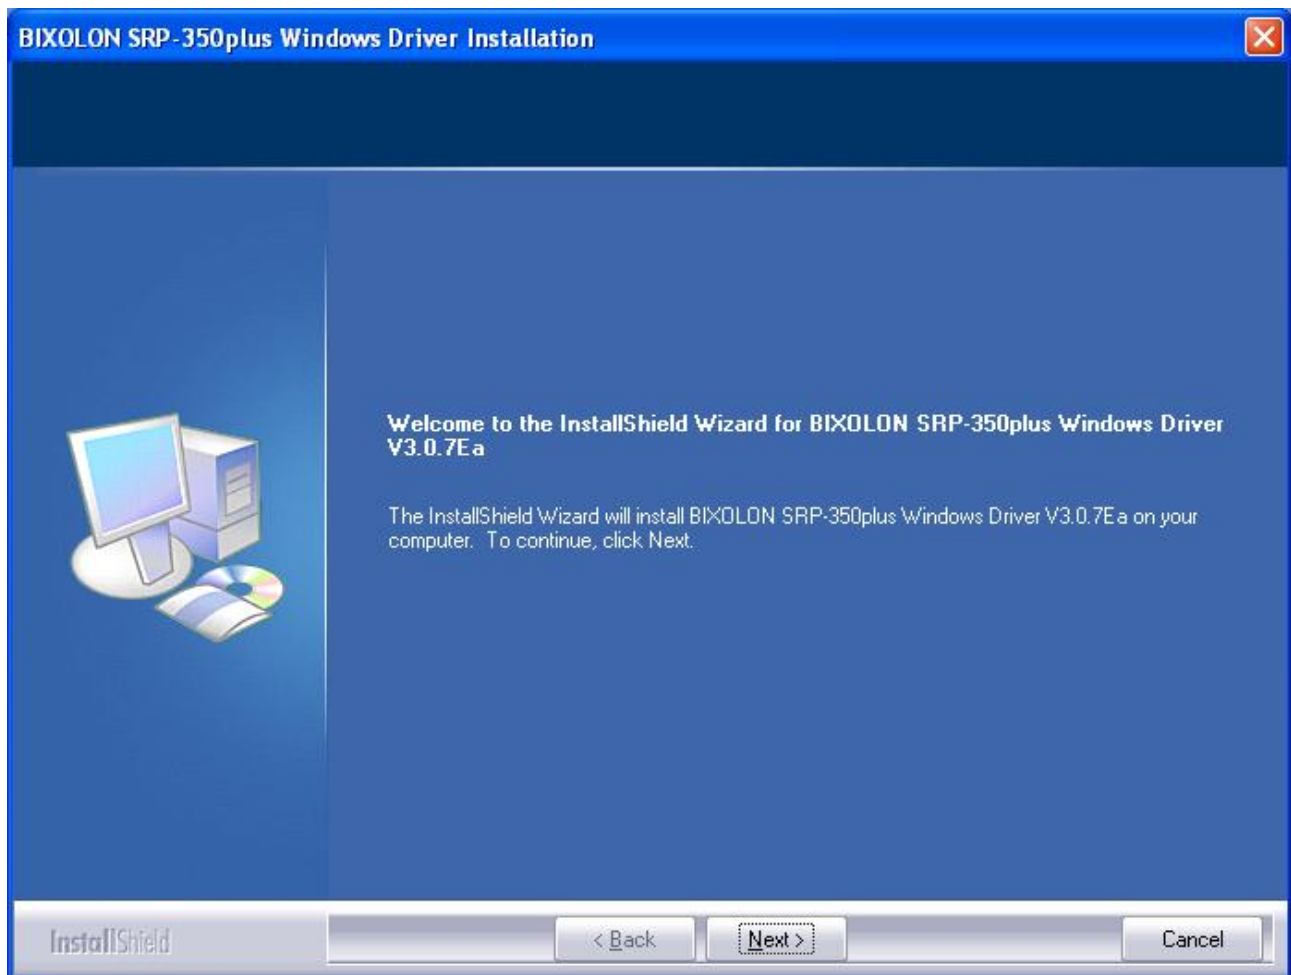 BIXOLON SRP-350plus Windows Driver Installation
Welcome to the InstallShield Wizard for BIXOLON SRP-350plus Windows Driver
V3.0.7Ea
The InstallShield Wizard will install BIXOLON SRP-350plus Windows Driver V3.0.7Ea on your
computer.  To continue, click Next.
InstallShield
< Back
Next >
Cancel